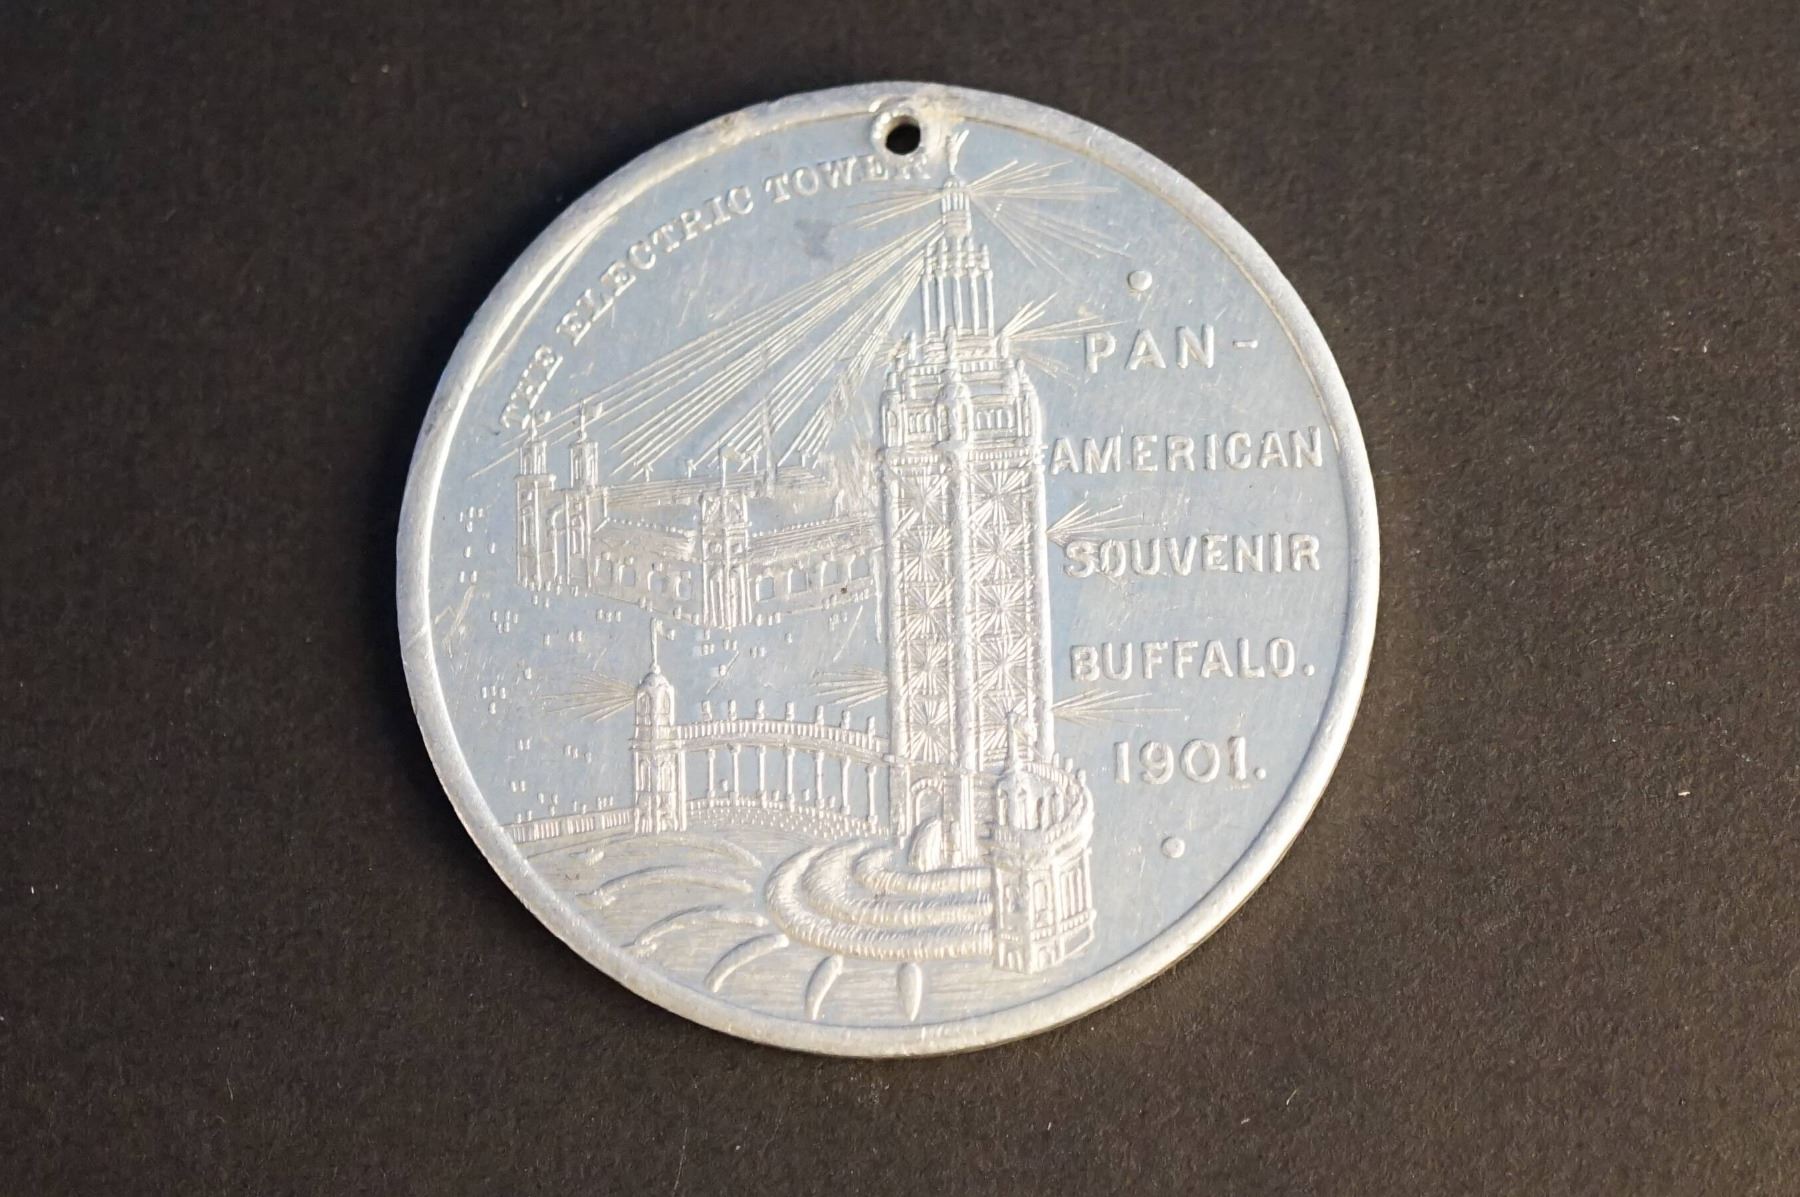 THE ELECTRIC TOWER
PAN-
AMERICAN
SOUVENIR
BUFFALO.
1901.